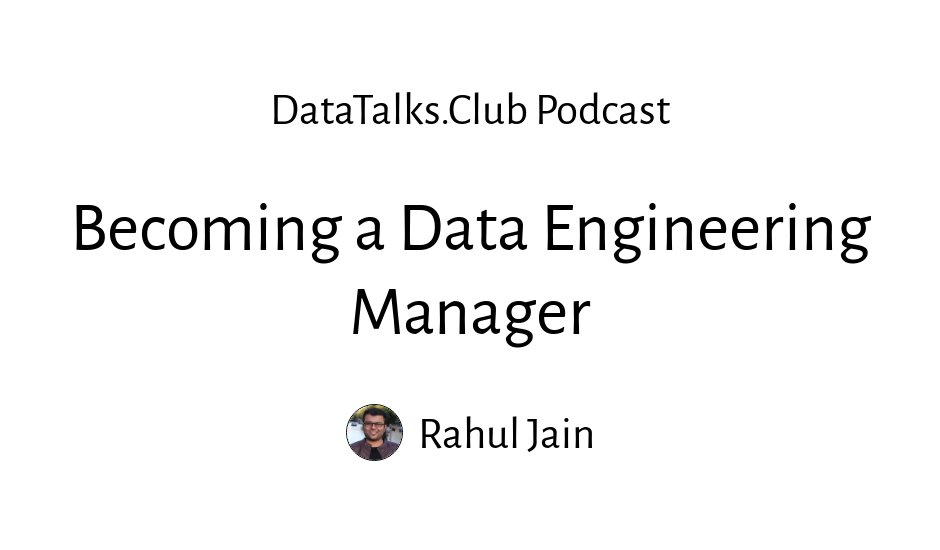 DataTalks.Club Podcast
Becoming a Data Engineering
Manager
Rahul Jain